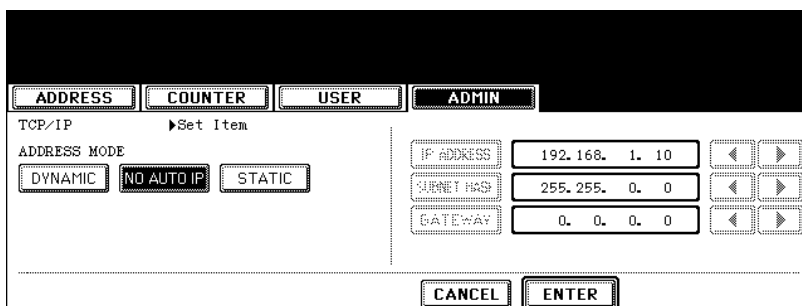 ADDRESS COUNTER USER ADMIN
TCP/IP ▶Set Item
ADDRESS MODE
DYNAMIC NO AUTO IP STATIC
IP ADDRESS 192.168. 1. 10
SUBNET MASK 255.255. 0. 0
GATEWAY 0. 0. 0. 0
CANCEL ENTER